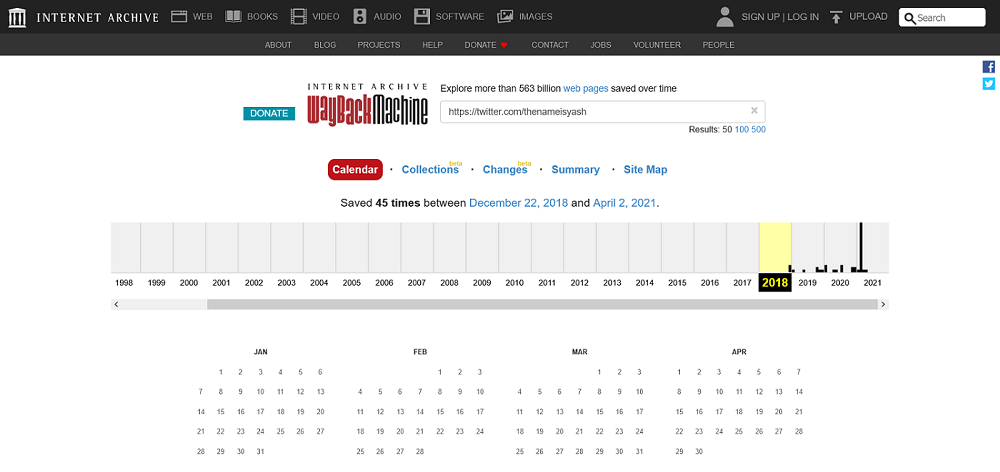 INTERNET ARCHIVE WEB BOOKS VIDEO AUDIO SOFTWARE IMAGES SIGN UP | LOG IN UPLOAD Search
ABOUT BLOG PROJECTS HELP DONATE CONTACT JOBS VOLUNTEER PEOPLE
DONATE
INTERNET ARCHIVE
WayBackMachine
Explore more than 563 billion web pages saved over time
https://twitter.com/thenameisyash ×
Results: 50 100 500
Calendar · Collections beta · Changes beta · Summary · Site Map
Saved 45 times between December 22, 2018 and April 2, 2021.
1998 1999 2000 2001 2002 2003 2004 2005 2006 2007 2008 2009 2010 2011 2012 2013 2014 2015 2016 2017 2018 2019 2020 2021
JAN
1 2 3 4 5 6
7 8 9 10 11 12 13
14 15 16 17 18 19 20
21 22 23 24 25 26 27
28 29 30 31
FEB
1 2 3
4 5 6 7 8 9 10
11 12 13 14 15 16 17
18 19 20 21 22 23 24
25 26 27 28
MAR
1 2 3
4 5 6 7 8 9 10
11 12 13 14 15 16 17
18 19 20 21 22 23 24
25 26 27 28 29 30 31
APR
1 2 3 4 5 6 7
8 9 10 11 12 13 14
15 16 17 18 19 20 21
22 23 24 25 26 27 28
29 30